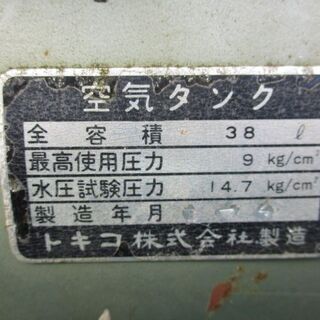 空気タンク
全容積 38 ℓ
最高使用圧力 9 kg/cm²
水圧試験圧力 14.7 kg/cm²
製造年月
トキコ株式会社製造